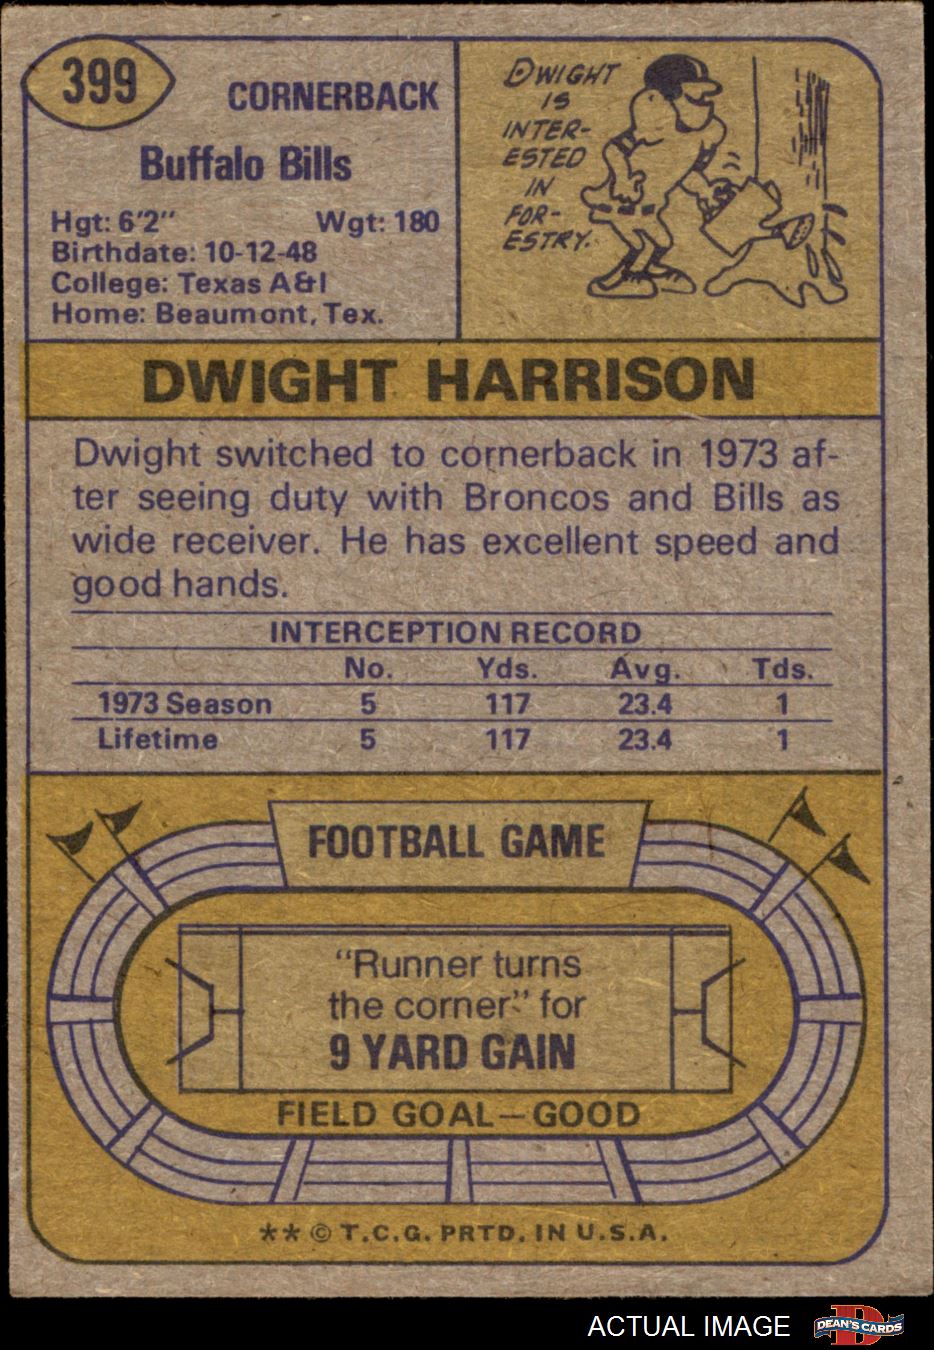 399
CORNERBACK
Buffalo Bills
Hgt: 6'2" Wgt: 180
Birthdate: 10-12-48
College: Texas A&I
Home: Beaumont, Tex.
DWIGHT
IS
INTER-
ESTED
IN
FOR-
ESTRY.
DWIGHT HARRISON
Dwight switched to cornerback in 1973 af-
ter seeing duty with Broncos and Bills as
wide receiver. He has excellent speed and
good hands.
INTERCEPTION RECORD
No. Yds. Avg. Tds.
1973 Season 5 117 23.4 1
Lifetime 5 117 23.4 1
FOOTBALL GAME
"Runner turns
the corner" for
9 YARD GAIN
FIELD GOAL—GOOD
** © T.C.G. PRTD. IN U.S.A.
ACTUAL IMAGE
D
DEAN'S CARDS